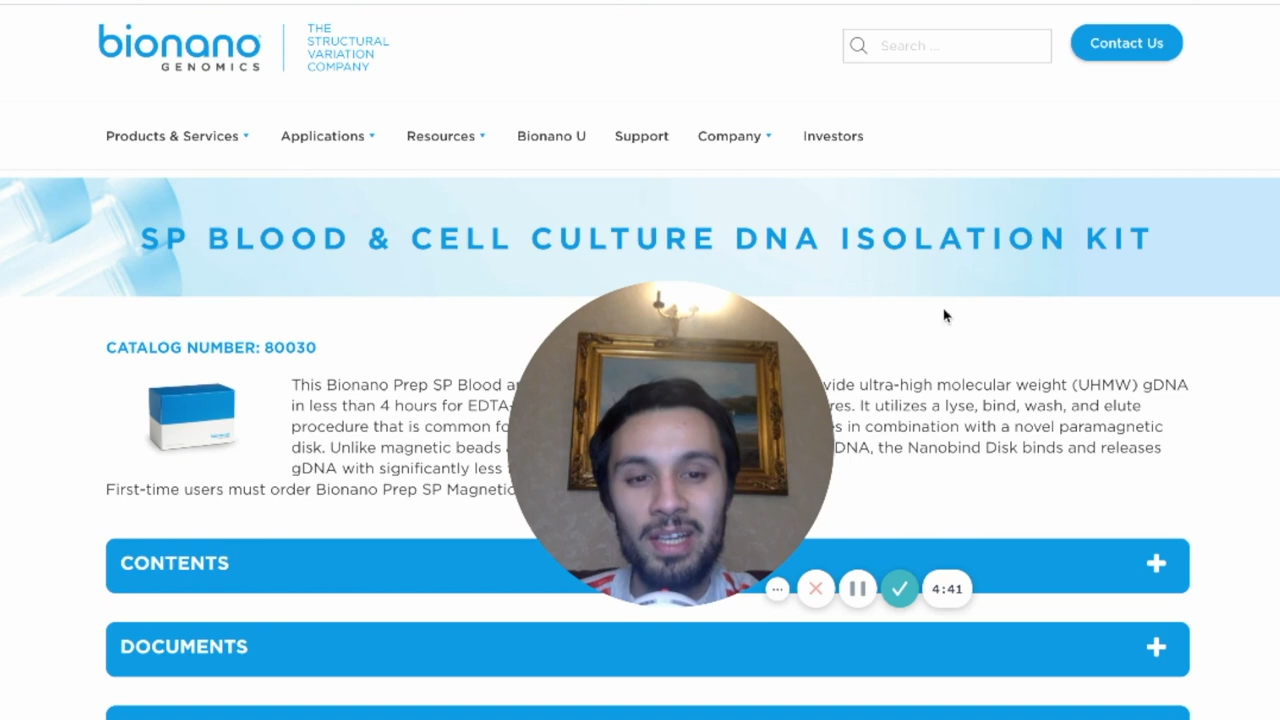 bionano
GENOMICS
THE
STRUCTURAL
VARIATION
COMPANY
Search ...
Contact Us
Products & Services
Applications
Resources
Bionano U
Support
Company
Investors
SP BLOOD & CELL CULTURE DNA ISOLATION KIT
CATALOG NUMBER: 80030
This Bionano Prep SP Blood vide ultra-high molecular weight (UHMW) gDNA
in less than 4 hours for EDTA- res. It utilizes a lyse, bind, wash, and elute
procedure that is common in combination with a novel paramagnetic
disk. Unlike magnetic beads DNA, the Nanobind Disk binds and releases
gDNA with significantly less
First-time users must order Bionano Prep SP Magnetic
CONTENTS
DOCUMENTS
4:41